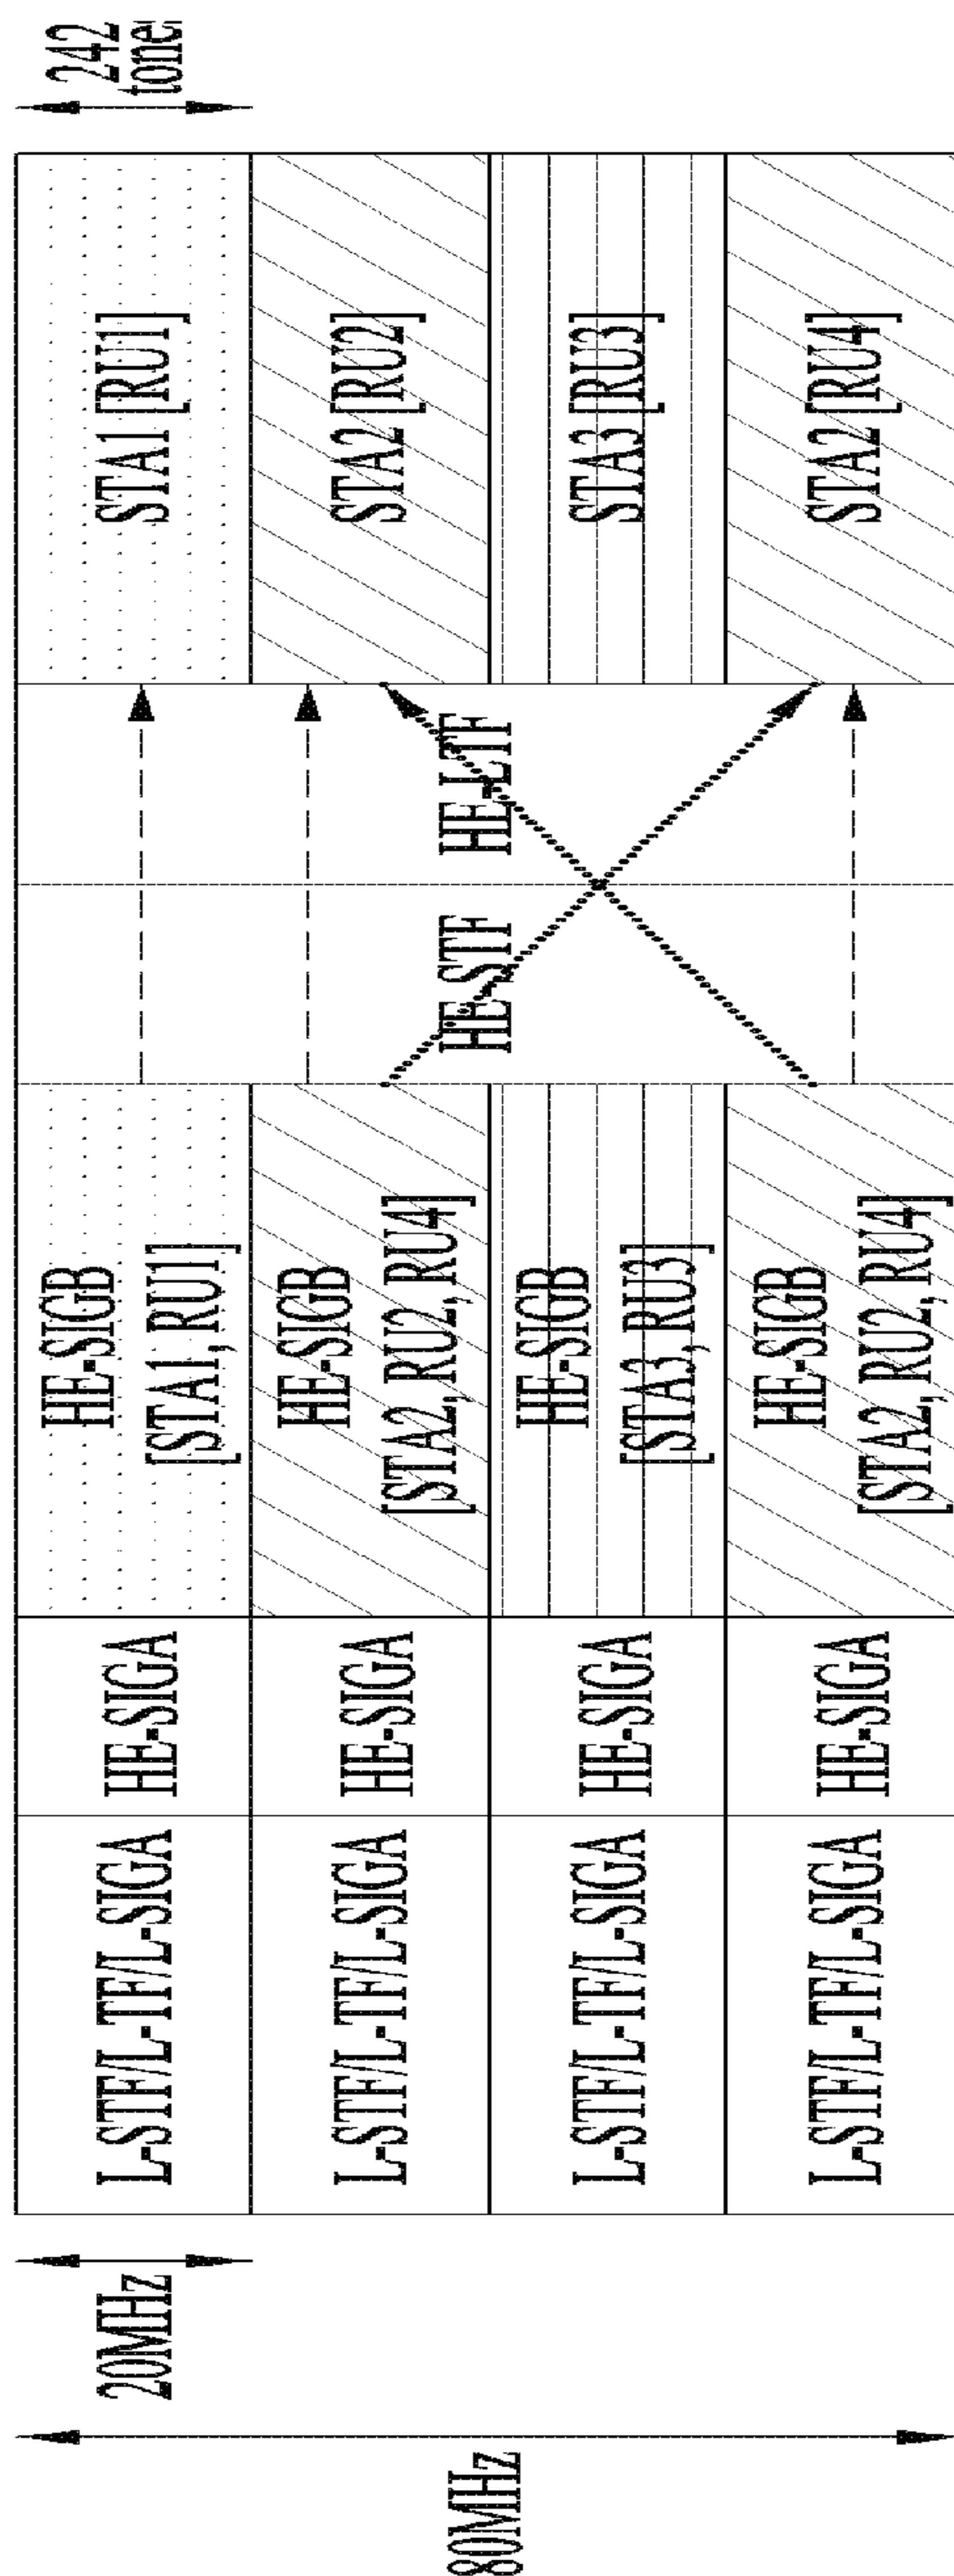 20MHz
L-STF/L-TF/L-SIGA
HE-SIGA
HE-SIGB
[STA1, RU1]
STA1 [RU1]
242
tone
L-STF/L-TF/L-SIGA
HE-SIGA
HE-SIGB
[STA2, RU2, RU4]
STA2 [RU2]
80MHz
HE-STF
HE-LTF
L-STF/L-TF/L-SIGA
HE-SIGA
HE-SIGB
[STA3, RU3]
STA3 [RU3]
L-STF/L-TF/L-SIGA
HE-SIGA
HE-SIGB
[STA2, RU2, RU4]
STA2 [RU4]